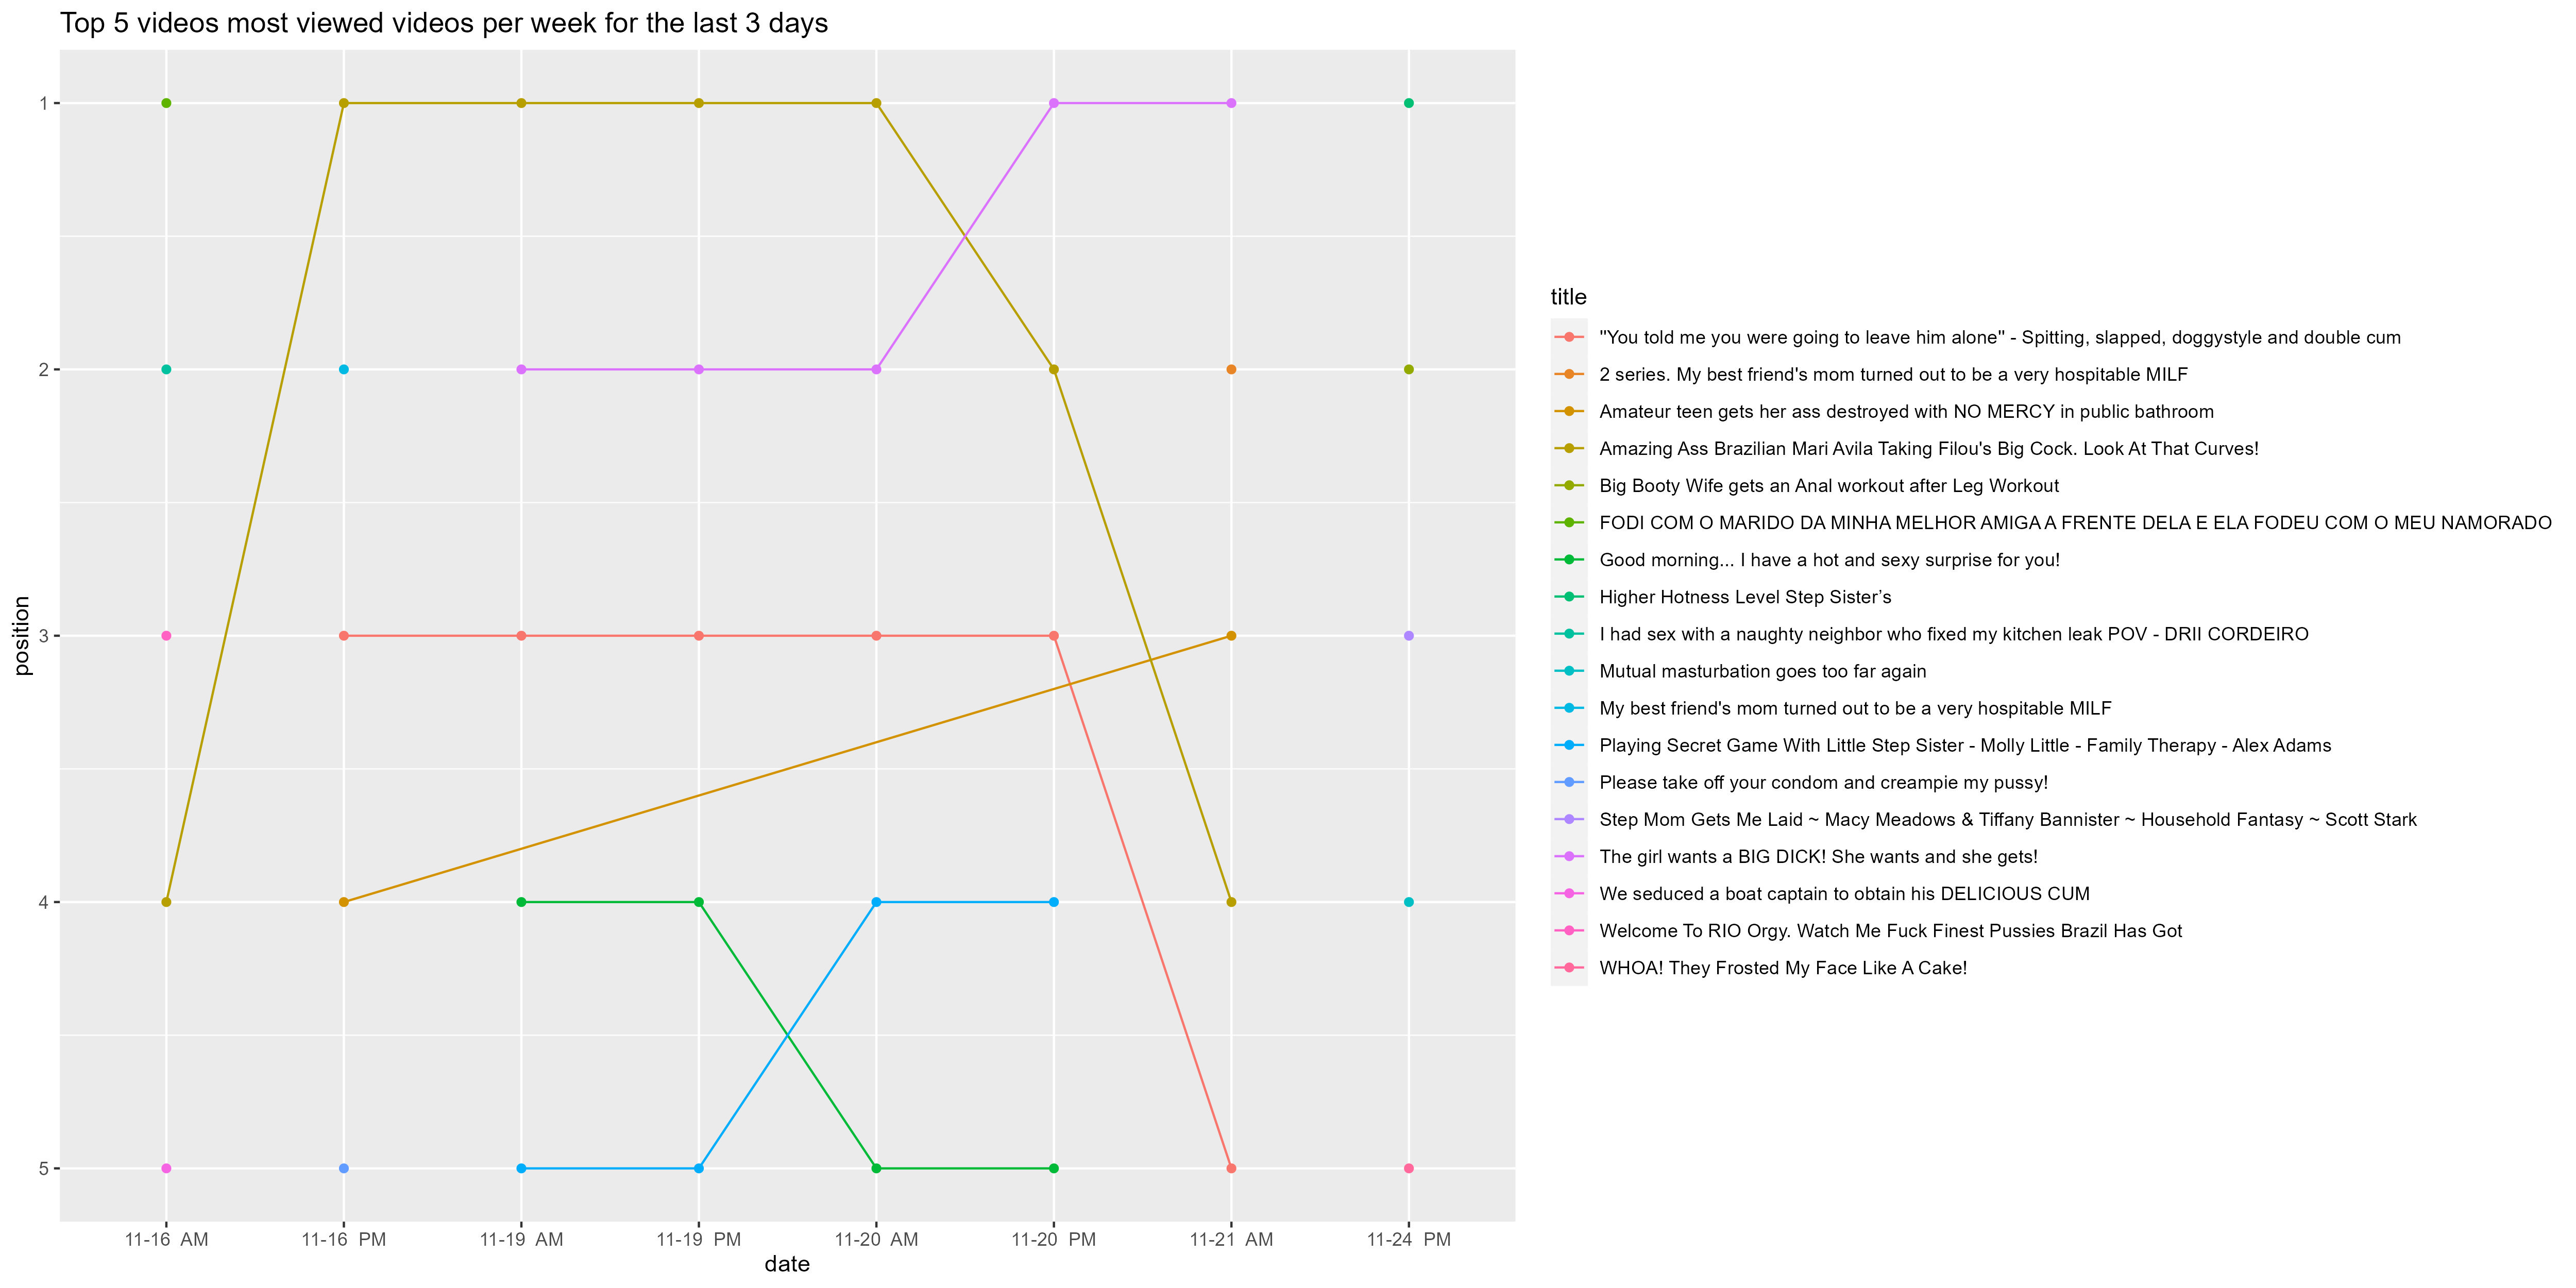 Top 5 videos most viewed videos per week for the last 3 days
position
1
2
3
4
5
11-16 AM
11-16 PM
11-19 AM
11-19 PM
11-20 AM
11-20 PM
11-21 AM
11-24 PM
date
title
"You told me you were going to leave him alone" - Spitting, slapped, doggystyle and double cum
2 series. My best friend's mom turned out to be a very hospitable MILF
Amateur teen gets her ass destroyed with NO MERCY in public bathroom
Amazing Ass Brazilian Mari Avila Taking Filou's Big Cock. Look At That Curves!
Big Booty Wife gets an Anal workout after Leg Workout
FODI COM O MARIDO DA MINHA MELHOR AMIGA A FRENTE DELA E ELA FODEU COM O MEU NAMORADO
Good morning... I have a hot and sexy surprise for you!
Higher Hotness Level Step Sister’s
I had sex with a naughty neighbor who fixed my kitchen leak POV - DRII CORDEIRO
Mutual masturbation goes too far again
My best friend's mom turned out to be a very hospitable MILF
Playing Secret Game With Little Step Sister - Molly Little - Family Therapy - Alex Adams
Please take off your condom and creampie my pussy!
Step Mom Gets Me Laid ~ Macy Meadows & Tiffany Bannister ~ Household Fantasy ~ Scott Stark
The girl wants a BIG DICK! She wants and she gets!
We seduced a boat captain to obtain his DELICIOUS CUM
Welcome To RIO Orgy. Watch Me Fuck Finest Pussies Brazil Has Got
WHOA! They Frosted My Face Like A Cake!